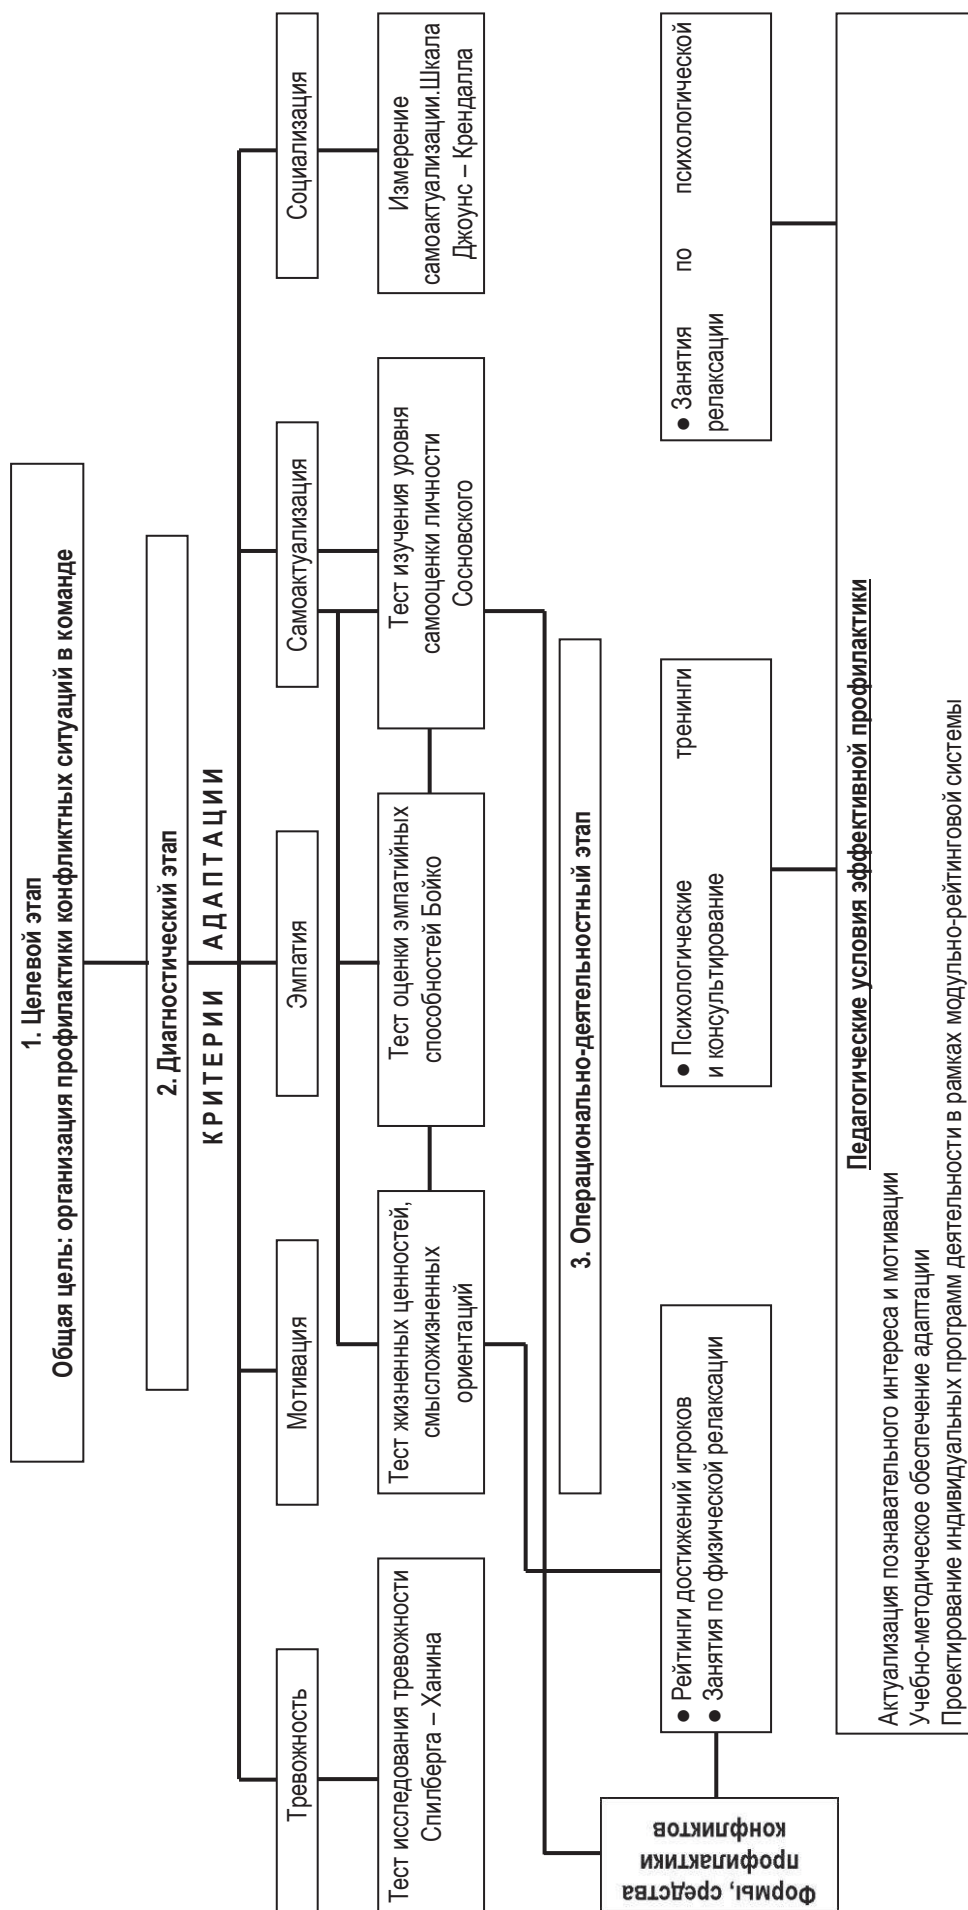 1. Целевой этап
Общая цель: организация профилактики конфликтных ситуаций в команде
2. Диагностический этап
КРИТЕРИИ АДАПТАЦИИ
Тревожность
Мотивация
Эмпатия
Самоактуализация
Социализация
Тест исследования тревожности
Спилберга – Ханина
Тест жизненных ценностей,
смысложизненных
ориентаций
Тест оценки эмпатийных
способностей Бойко
Тест изучения уровня
самооценки личности
Сосновского
Измерение
самоактуализации.Шкала
Джоунс – Крендалла
3. Операционально-деятельностный этап
Формы, средства
профилактики
конфликтов
● Рейтинги достижений игроков
● Занятия по физической релаксации
● Психологические тренинги
и консультирование
● Занятия по психологической
релаксации
Педагогические условия эффективной профилактики
Актуализация познавательного интереса и мотивации
Учебно-методическое обеспечение адаптации
Проектирование индивидуальных программ деятельности в рамках модульно-рейтинговой системы